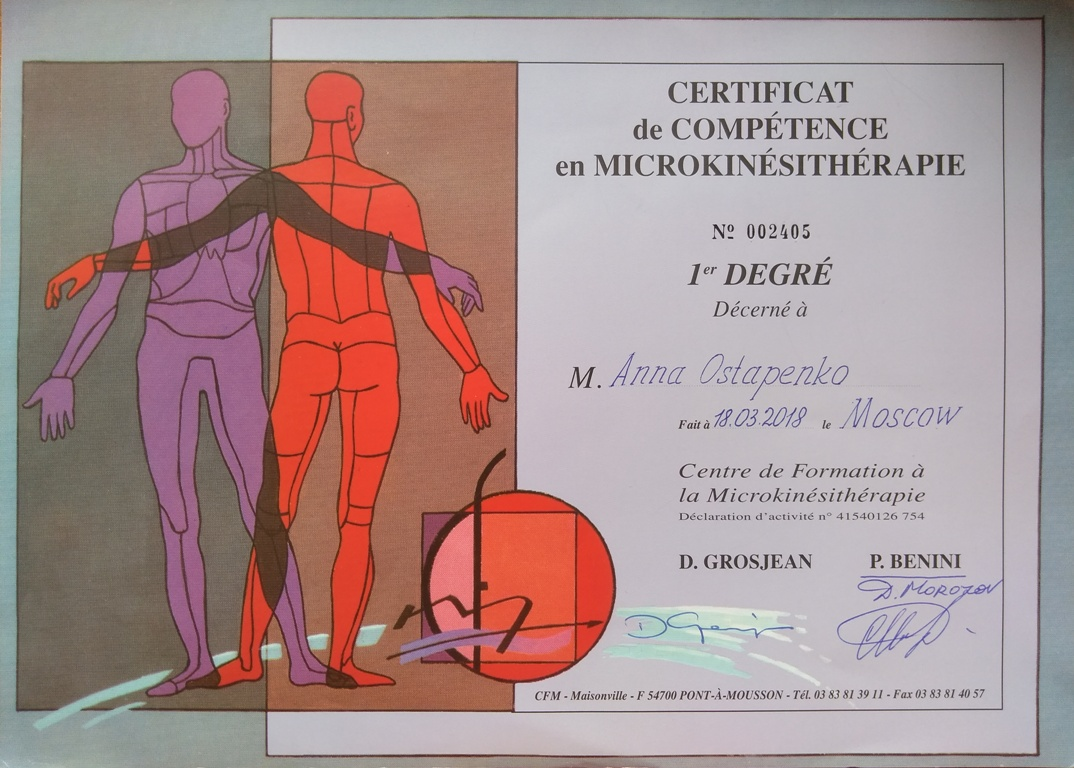 CERTIFICAT
de COMPÉTENCE
en MICROKINÉSITHÉRAPIE
Nº 002405
1er DEGRÉ
Décerné à
M. Anna Ostapenko
Fait à 18.03.2018 le Moscow
Centre de Formation à
la Microkinésithérapie
Déclaration d'activité n° 41540126 754
D. GROSJEAN P. BENINI
D. MOROZOV
CFM - Maisonville - F 54700 PONT-À-MOUSSON - Tél. 03 83 81 39 11 - Fax 03 83 81 40 57